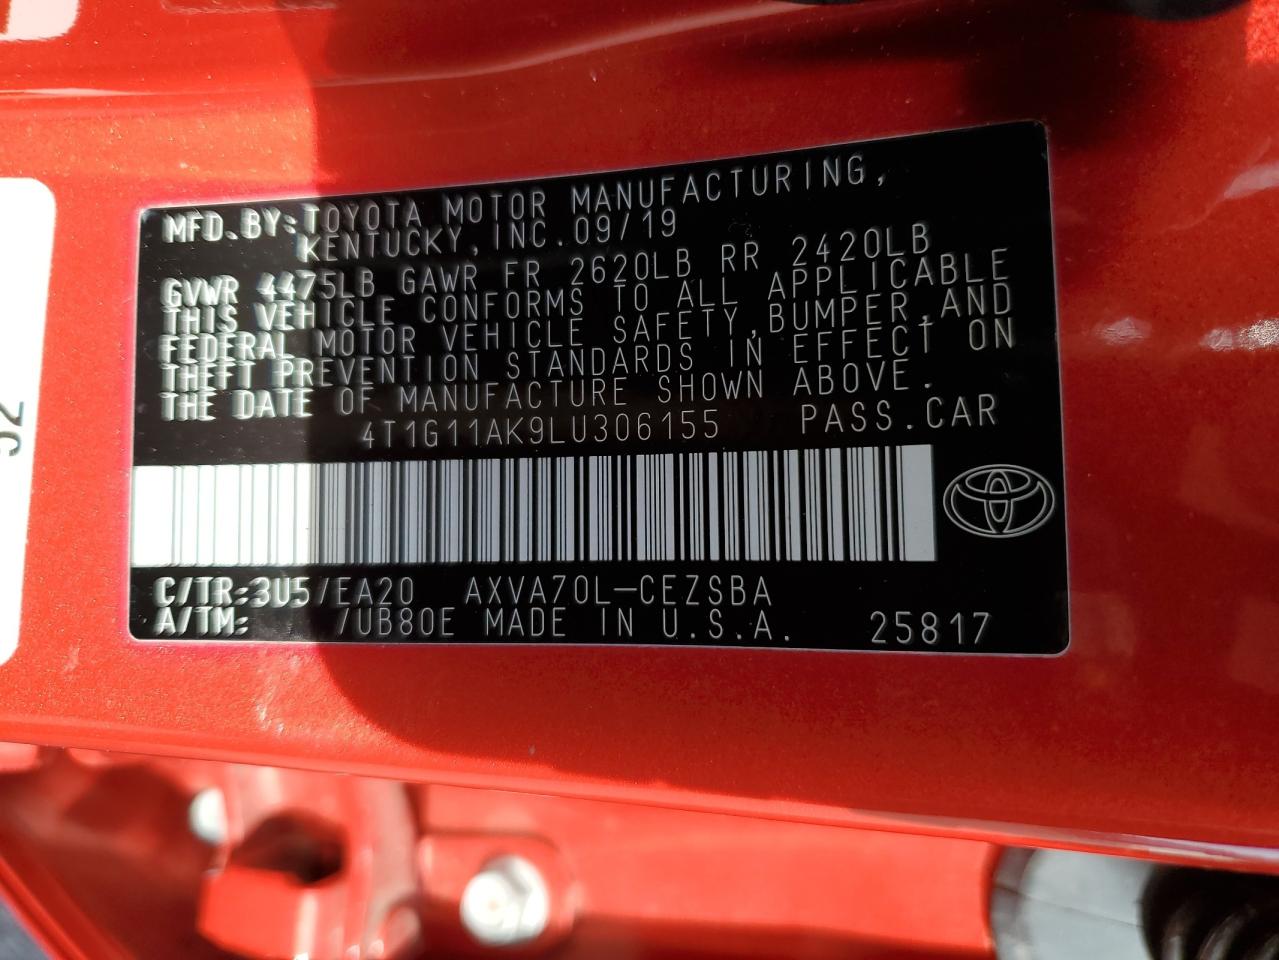 MFD.BY:TOYOTA MOTOR MANUFACTURING,
KENTUCKY,INC.09/19
GVWR 4475LB GAWR FR 2620LB RR 2420LB
THIS VEHICLE CONFORMS TO ALL APPLICABLE
FEDERAL MOTOR VEHICLE SAFETY,BUMPER,AND
THEFT PREVENTION STANDARDS IN EFFECT ON
THE DATE OF MANUFACTURE SHOWN ABOVE.
4T1G11AK9LU306155 PASS.CAR
C/TR:3U5/EA20 AXVA70L-CEZSBA
A/TM: /UB80E MADE IN U.S.A. 25817